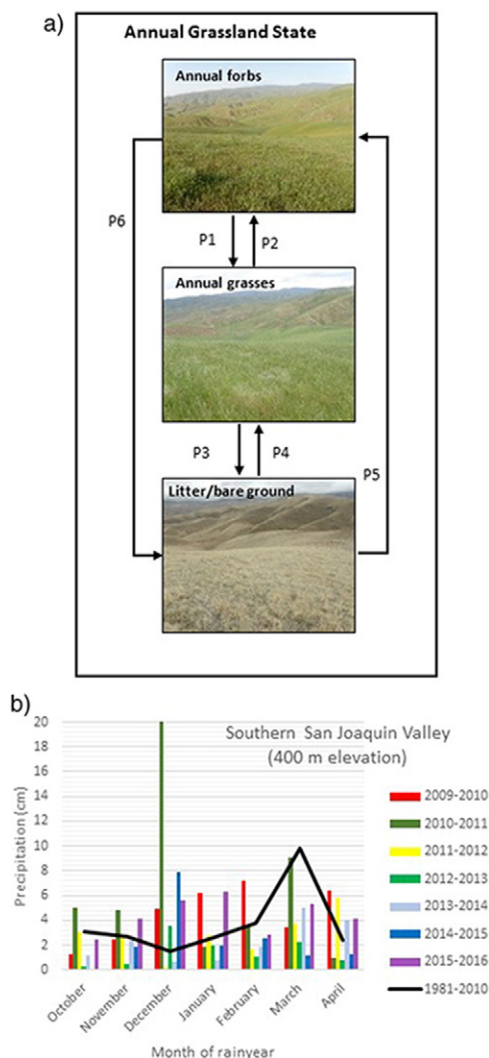 a)
Annual Grassland State
Annual forbs
P6
P1
P2
Annual grasses
P3
P4
P5
Litter/bare ground
b)
Southern San Joaquin Valley
(400 m elevation)
Precipitation (cm)
20
18
16
14
12
10
8
6
4
2
0
October
November
December
January
February
March
April
Month of rainyear
2009-2010
2010-2011
2011-2012
2012-2013
2013-2014
2014-2015
2015-2016
1981-2010